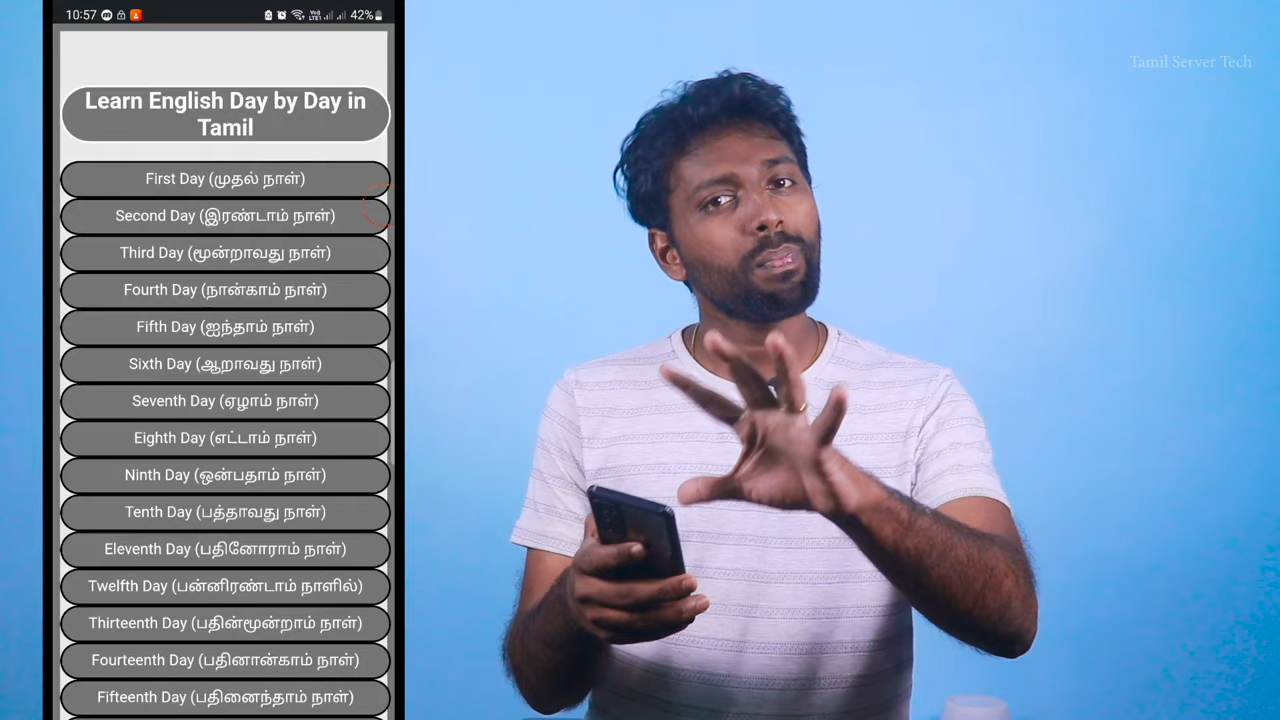 10:57
VoB
LTE1
42%
Tamil Server Tech
Learn English Day by Day in
Tamil
First Day (முதல் நாள்)
Second Day (இரண்டாம் நாள்)
Third Day (மூன்றாவது நாள்)
Fourth Day (நான்காம் நாள்)
Fifth Day (ஐந்தாம் நாள்)
Sixth Day (ஆறாவது நாள்)
Seventh Day (ஏழாம் நாள்)
Eighth Day (எட்டாம் நாள்)
Ninth Day (ஒன்பதாம் நாள்)
Tenth Day (பத்தாவது நாள்)
Eleventh Day (பதினோராம் நாள்)
Twelfth Day (பன்னிரண்டாம் நாளில்)
Thirteenth Day (பதின்மூன்றாம் நாள்)
Fourteenth Day (பதினான்காம் நாள்)
Fifteenth Day (பதினைந்தாம் நாள்)